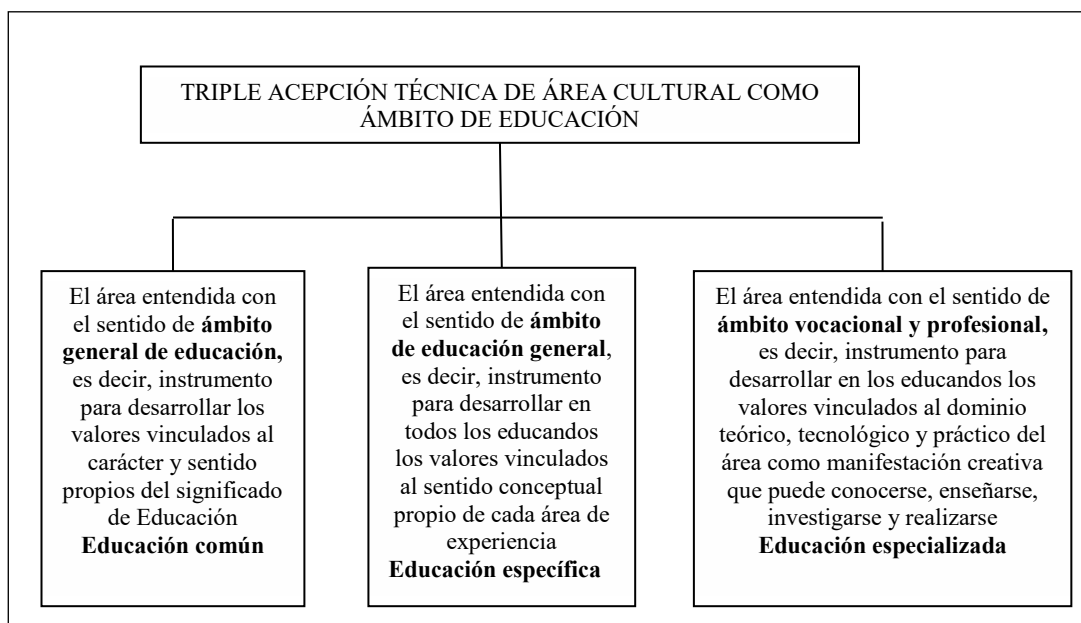 TRIPLE ACEPCIÓN TÉCNICA DE ÁREA CULTURAL COMO
ÁMBITO DE EDUCACIÓN
El área entendida con
el sentido de ámbito
general de educación,
es decir, instrumento
para desarrollar los
valores vinculados al
carácter y sentido
propios del significado
de Educación
Educación común
El área entendida con
el sentido de ámbito
de educación general,
es decir, instrumento
para desarrollar en
todos los educandos
los valores vinculados
al sentido conceptual
propio de cada área de
experiencia
Educación específica
El área entendida con el sentido de
ámbito vocacional y profesional,
es decir, instrumento para
desarrollar en los educandos los
valores vinculados al dominio
teórico, tecnológico y práctico del
área como manifestación creativa
que puede conocerse, enseñarse,
investigarse y realizarse
Educación especializada